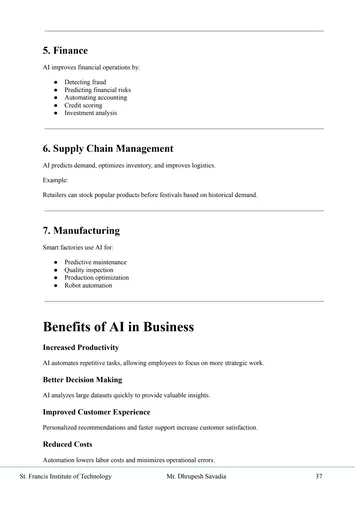 5. Finance
AI improves financial operations by:
● Detecting fraud
● Predicting financial risks
● Automating accounting
● Credit scoring
● Investment analysis
6. Supply Chain Management
AI predicts demand, optimizes inventory, and improves logistics.
Example:
Retailers can stock popular products before festivals based on historical demand.
7. Manufacturing
Smart factories use AI for:
● Predictive maintenance
● Quality inspection
● Production optimization
● Robot automation
Benefits of AI in Business
Increased Productivity
AI automates repetitive tasks, allowing employees to focus on more strategic work.
Better Decision Making
AI analyzes large datasets quickly to provide valuable insights.
Improved Customer Experience
Personalized recommendations and faster support increase customer satisfaction.
Reduced Costs
Automation lowers labor costs and minimizes operational errors.
St. Francis Institute of Technology Mr. Dhrupesh Savadia 37